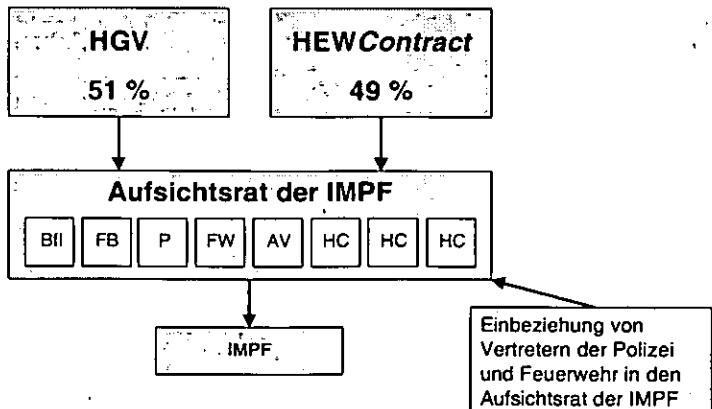 HGV
51 %
HEWContract
49 %
Aufsichtsrat der IMPF
BfI FB P FW AV HC HC HC
IMPF
Einbeziehung von
Vertretern der Polizei
und Feuerwehr in den
Aufsichtsrat der IMPF